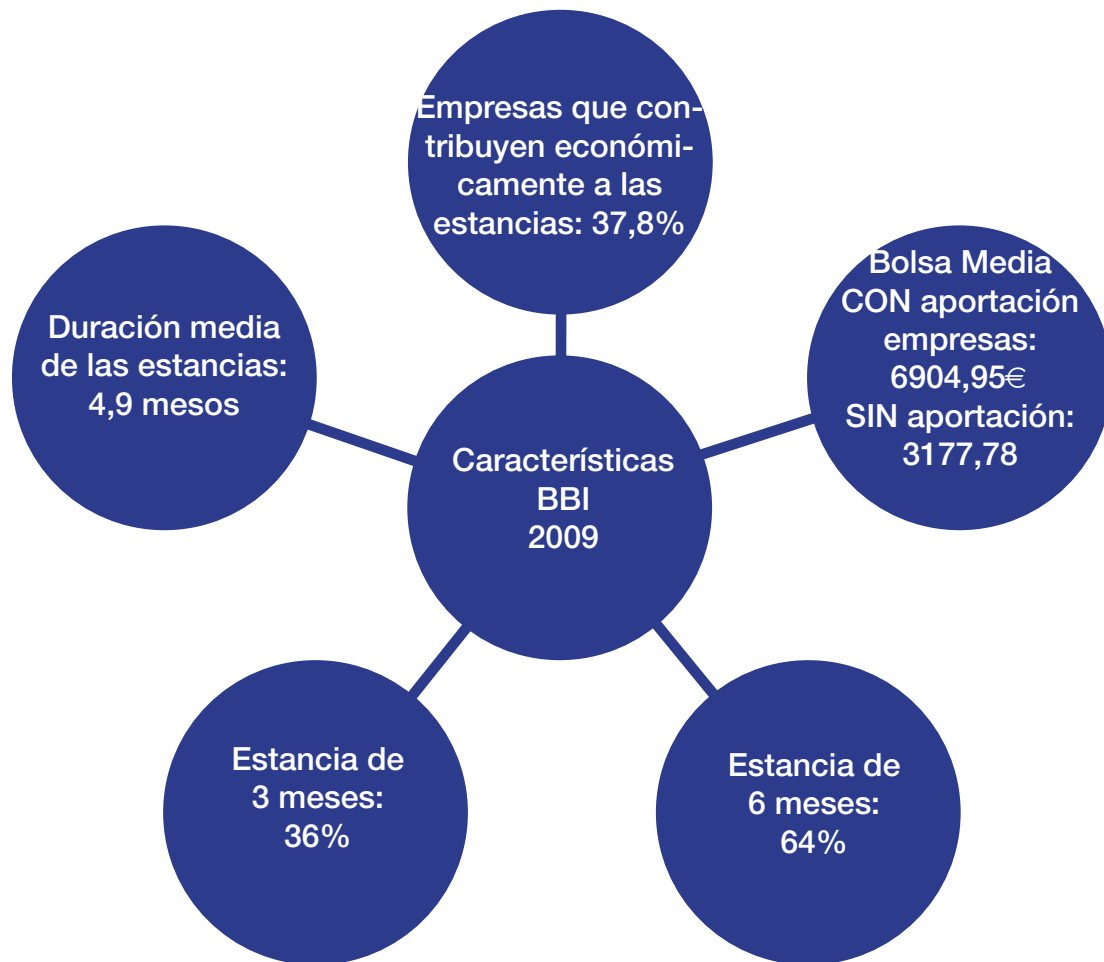 Empresas que con-
tribuyen económi-
camente a las
estancias: 37,8%
Bolsa Media
CON aportación
empresas:
6904,95€
SIN aportación:
3177,78
Duración media
de las estancias:
4,9 mesos
Características
BBI
2009
Estancia de
3 meses:
36%
Estancia de
6 meses:
64%